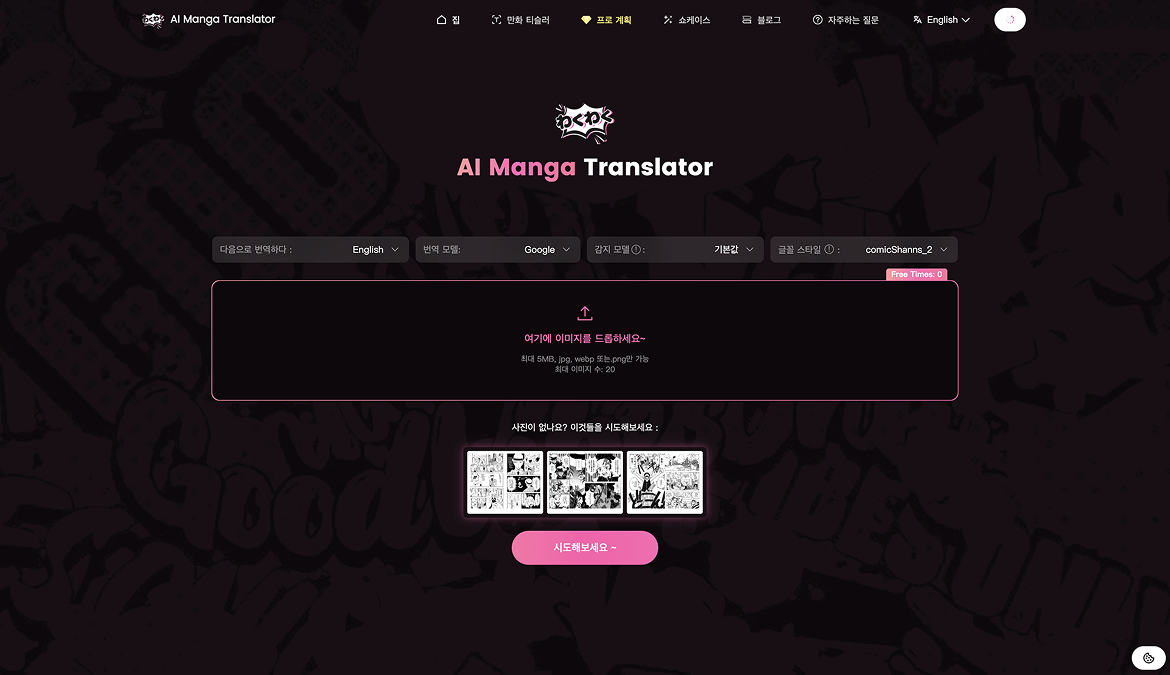 わくわく
AI Manga Translator
집
만화 티슬러
프로 계획
쇼케이스
블로그
자주하는 질문
English
わくわく
AI Manga Translator
다음으로 번역하다 :
English
번역 모델:
Google
감지 모델 :
기본값
글꼴 스타일 :
comicShanns_2
Free Times: 0
여기에 이미지를 드롭하세요~
최대 5MB, jpg, webp 또는.png만 가능
최대 이미지 수: 20
사진이 없나요? 이것들을 시도해보세요 :
시도해보세요 ~